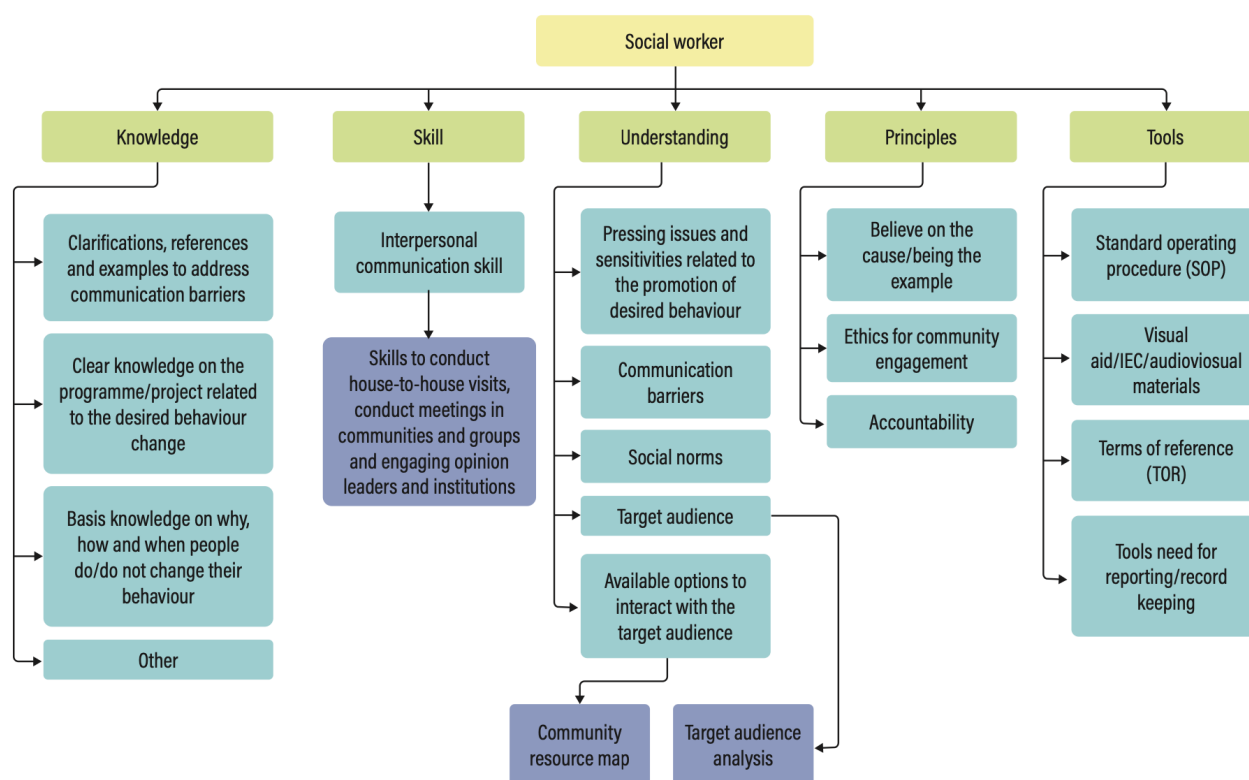 Social worker
Knowledge
Skill
Understanding
Principles
Tools
Clarifications, references
and examples to address
communication barriers
Clear knowledge on the
programme/project related
to the desired behaviour
change
Basis knowledge on why,
how and when people
do/do not change their
behaviour
Other
Interpersonal
communication skill
Skills to conduct
house-to-house visits,
conduct meetings in
communities and groups
and engaging opinion
leaders and institutions
Pressing issues and
sensitivities related to
the promotion of
desired behaviour
Communication
barriers
Social norms
Target audience
Available options to
interact with the
target audience
Community
resource map
Target audience
analysis
Believe on the
cause/being the
example
Ethics for community
engagement
Accountability
Standard operating
procedure (SOP)
Visual
aid/IEC/audioviosual
materials
Terms of reference
(TOR)
Tools need for
reporting/record
keeping